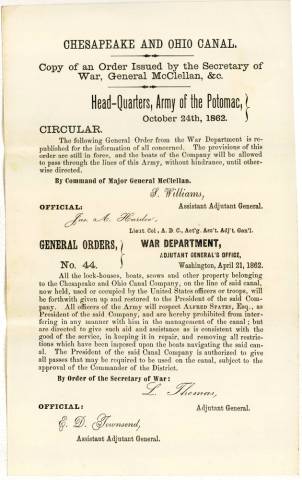 CHESAPEAKE AND OHIO CANAL.
Copy of an Order Issued by the Secretary of
War, General McClellan, &c.
Head-Quarters, Army of the Potomac,
October 24th, 1862.
CIRCULAR.
The following General Order from the War Department is re-
published for the information of all concerned. The provisions of this
order are still in force, and the boats of the Company will be allowed
to pass through the lines of this Army, without hindrance, until other-
wise directed.
By Command of Major General McClellan.
S. Williams,
Assistant Adjutant General.
OFFICIAL:
Jas. A. Hardie,
Lieut. Col., A. D. C., Act'g. Ass't. Adj't. Gen'l.
GENERAL ORDERS,
No. 44.
WAR DEPARTMENT,
ADJUTANT GENERAL'S OFFICE,
Washington, April 21, 1862.
All the lock-houses, boats, scows and other property belonging
to the Chesapeake and Ohio Canal Company, on the line of said canal,
now held, used or occupied by the United States officers or troops, will
be forthwith given up and restored to the President of the said Com-
pany. All officers of the Army will respect ALFRED SPATES, ESQ., as
President of the said Company, and are hereby prohibited from inter-
fering in any manner with him in the management of the canal; but
are directed to give such aid and assistance as is consistent with the
good of the service, in keeping it in repair, and removing all restric-
tions which have been imposed upon the boats navigating the said can-
al. The President of the said Canal Company is authorized to give
all passes that may be required to be used on the canal, subject to the
approval of the Commander of the District.
By Order of the Secretary of War:
L. Thomas,
Adjutant General.
OFFICIAL:
E. D. Townsend,
Assistant Adjutant General.